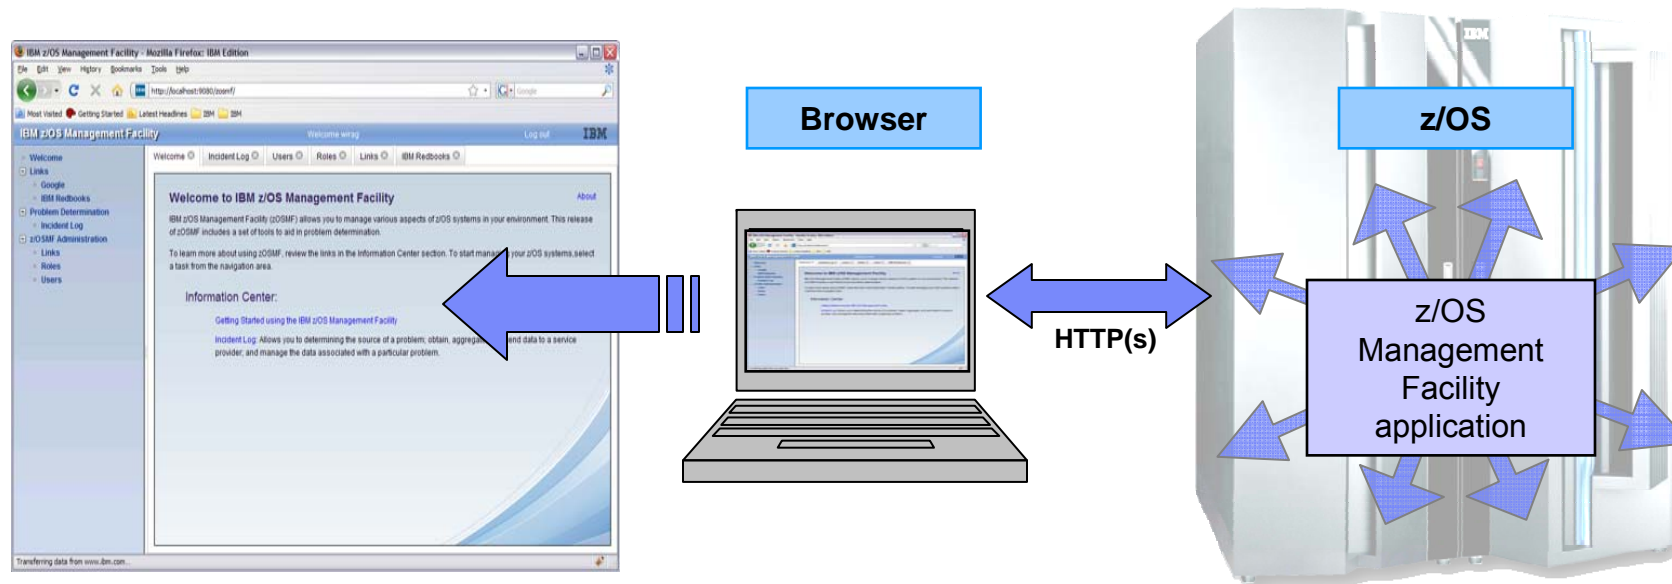 IBM z/OS Management Facility - Mozilla Firefox: IBM Edition
File Edit View History Bookmarks Tools Help
http://localhost:9080/zosmf/
Google
Most Visited Getting Started Latest Headlines IBM IBM
IBM z/OS Management Facility Welcome wirag Log out IBM
Welcome
Links
Google
IBM Redbooks
Problem Determination
Incident Log
z/OSMF Administration
Links
Roles
Users
Welcome Incident Log Users Roles Links IBM Redbooks
Welcome to IBM z/OS Management Facility About
IBM z/OS Management Facility (z/OSMF) allows you to manage various aspects of z/OS systems in your environment. This release
of z/OSMF includes a set of tools to aid in problem determination.
To learn more about using z/OSMF, review the links in the Information Center section. To start managing your z/OS systems, select
a task from the navigation area.
Information Center:
Getting Started using the IBM z/OS Management Facility
Incident Log: Allows you to determining the source of a problem; obtain, aggregate end data to a service
provider; and manage the data associated with a particular problem.
Transferring data from www.ibm.com...
Browser
HTTP(s)
IBM
z/OS
z/OS
Management
Facility
application